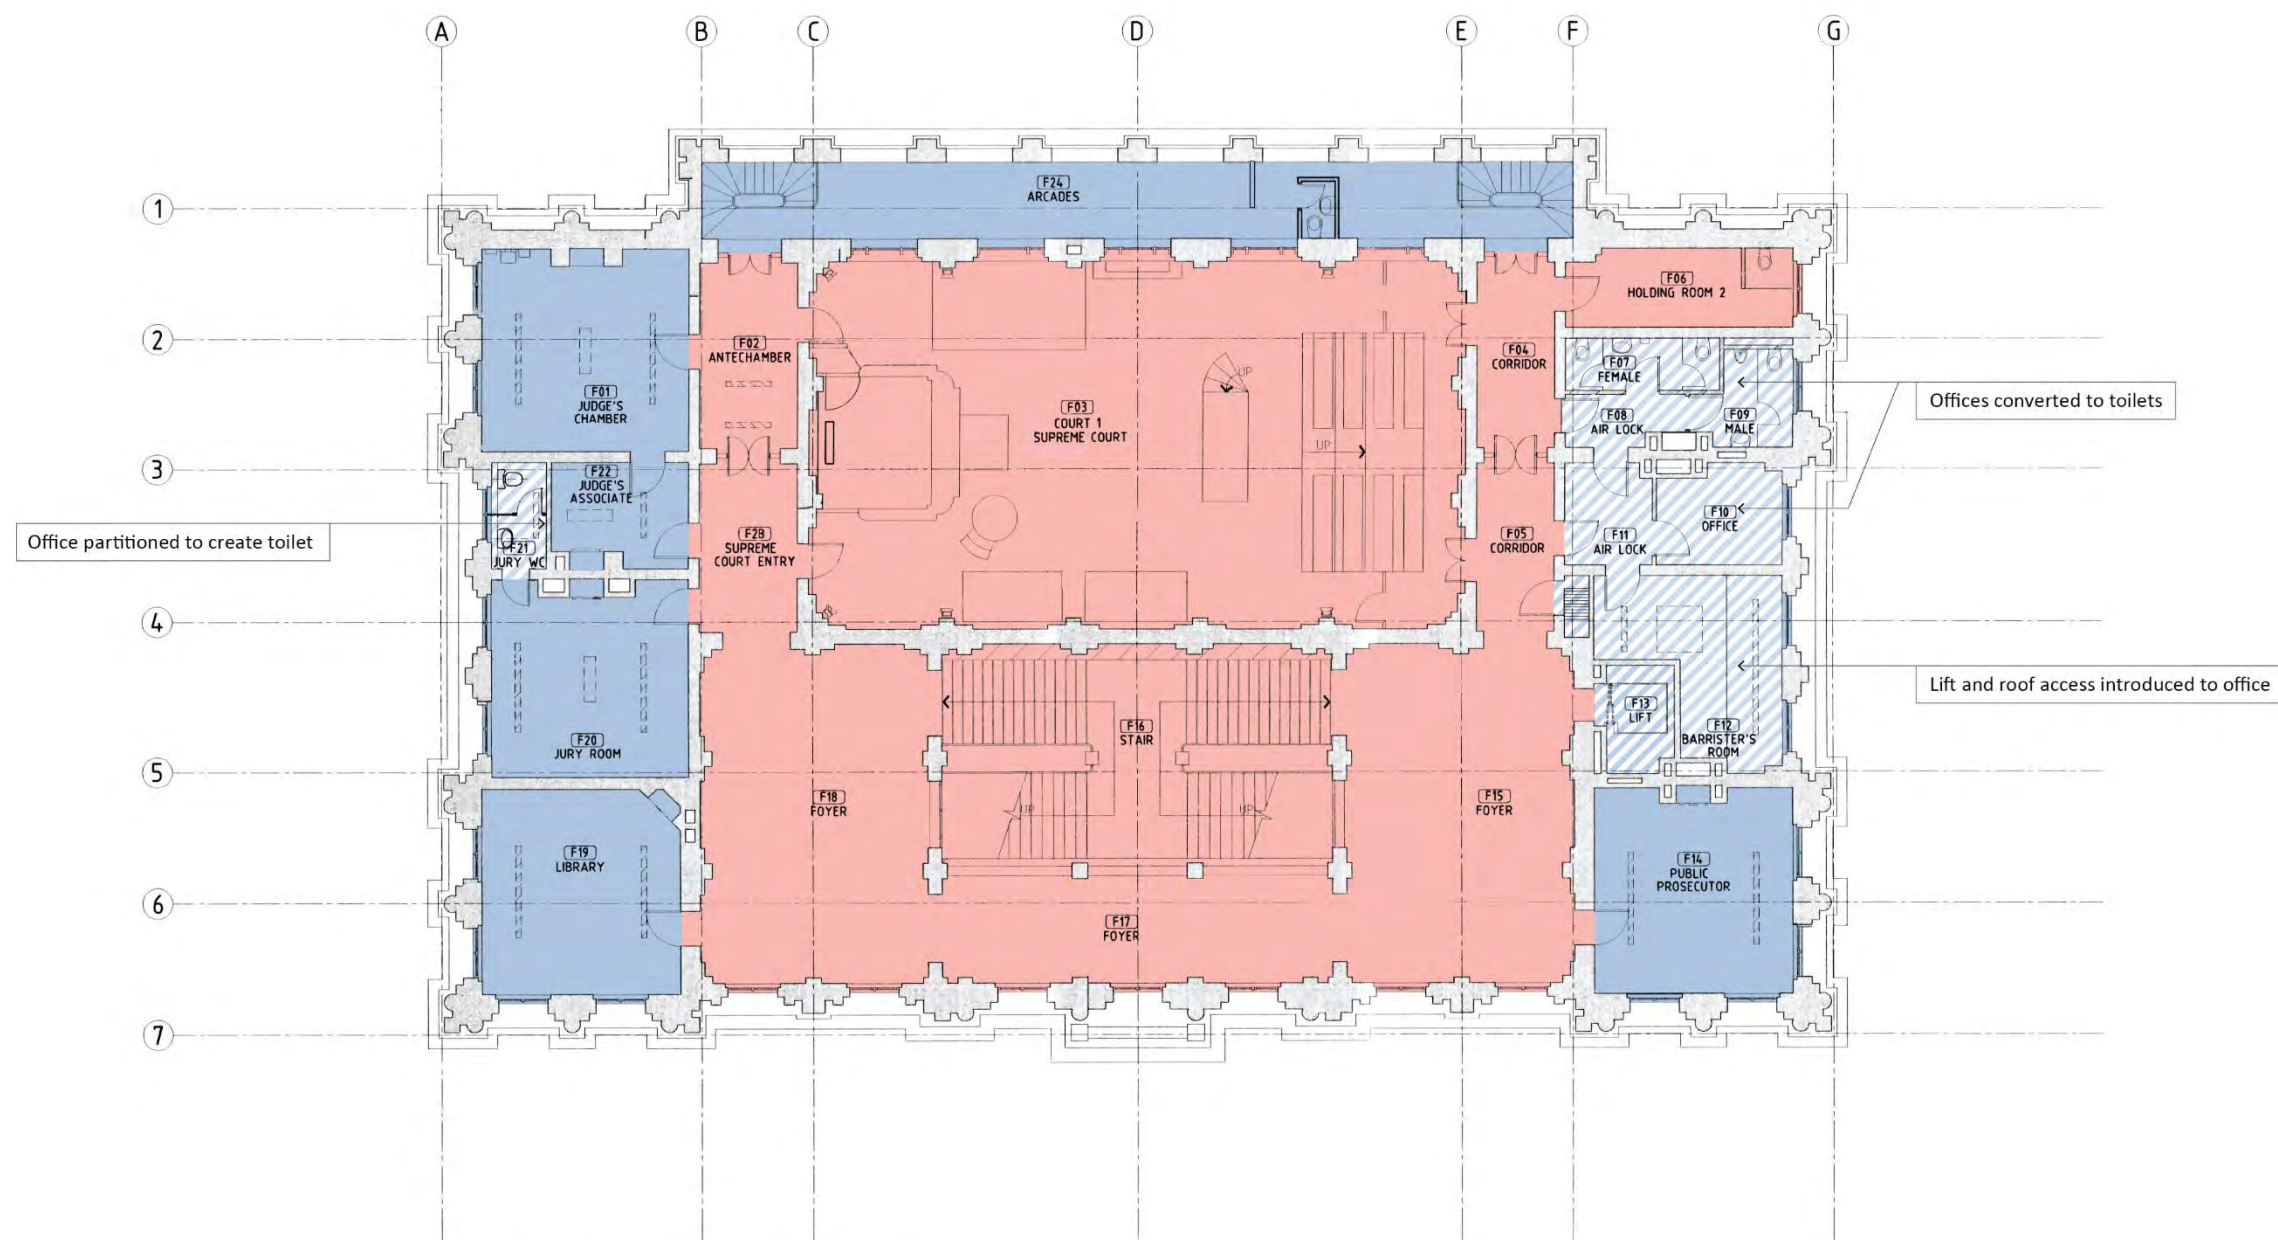 A B C D E F G
1
F24
ARCADES
F06
HOLDING ROOM 2
2
F02
ANTECHAMBER
F04
CORRIDOR
F07
FEMALE
UP
F01
JUDGE'S
CHAMBER
F03
COURT 1
SUPREME COURT
F08
AIR LOCK
F09
MALE
Offices converted to toilets
UP
3
F22
JUDGE'S
ASSOCIATE
F10
OFFICE
Office partitioned to create toilet
F21
JURY WC
F2B
SUPREME
COURT ENTRY
F05
CORRIDOR
F11
AIR LOCK
4
Lift and roof access introduced to office
F13
LIFT
F16
STAIR
F12
BARRISTER'S
ROOM
F20
JURY ROOM
5
F18
FOYER
UP
UP
F15
FOYER
F19
LIBRARY
F14
PUBLIC
PROSECUTOR
6
F17
FOYER
7